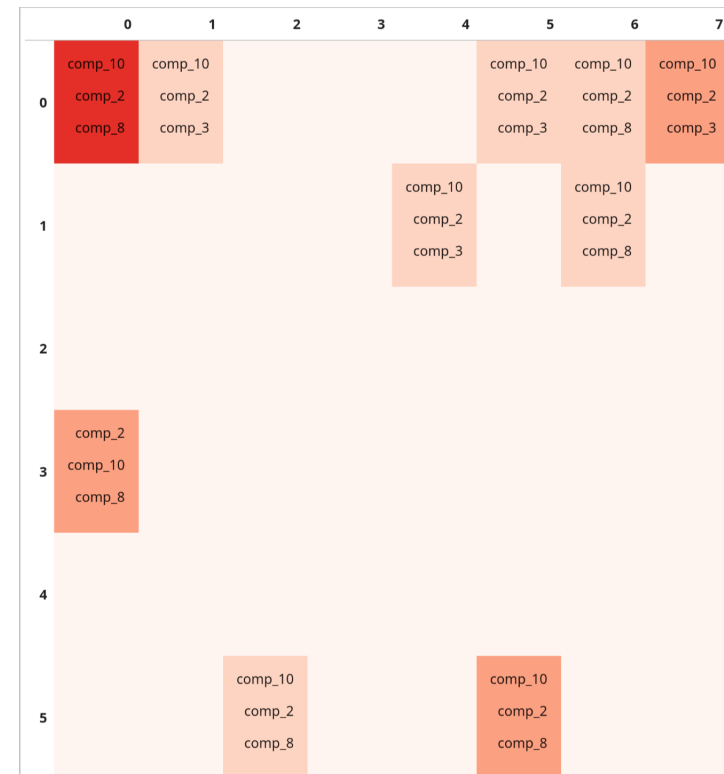 0 1 2 3 4 5 6 7
comp_10 comp_10 comp_10 comp_10 comp_10
0 comp_2 comp_2 comp_2 comp_2 comp_2
comp_8 comp_3 comp_3 comp_8 comp_3
comp_10 comp_10
1 comp_2 comp_2
comp_3 comp_8
2
comp_2
3 comp_10
comp_8
4
comp_10 comp_10
5 comp_2 comp_2
comp_8 comp_8